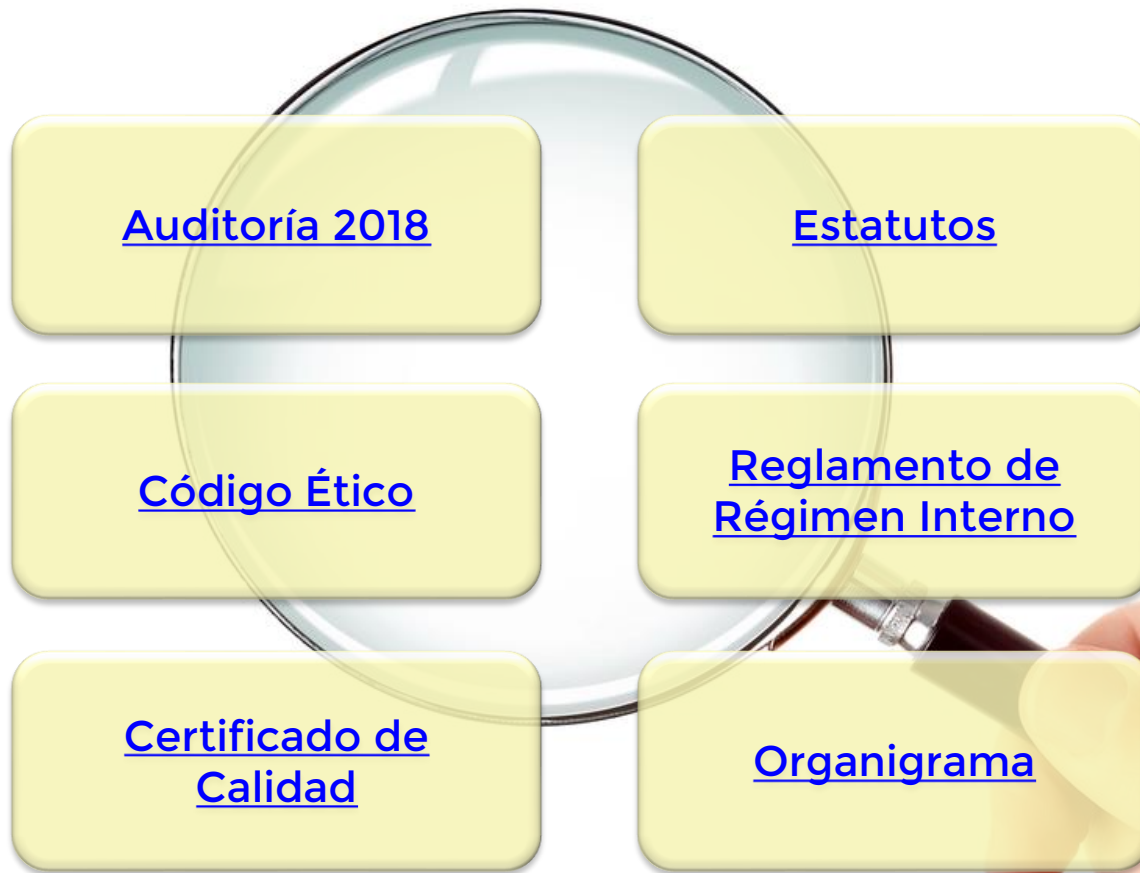 Auditoría 2018
Estatutos
Código Ético
Reglamento de
Régimen Interno
Certificado de
Calidad
Organigrama